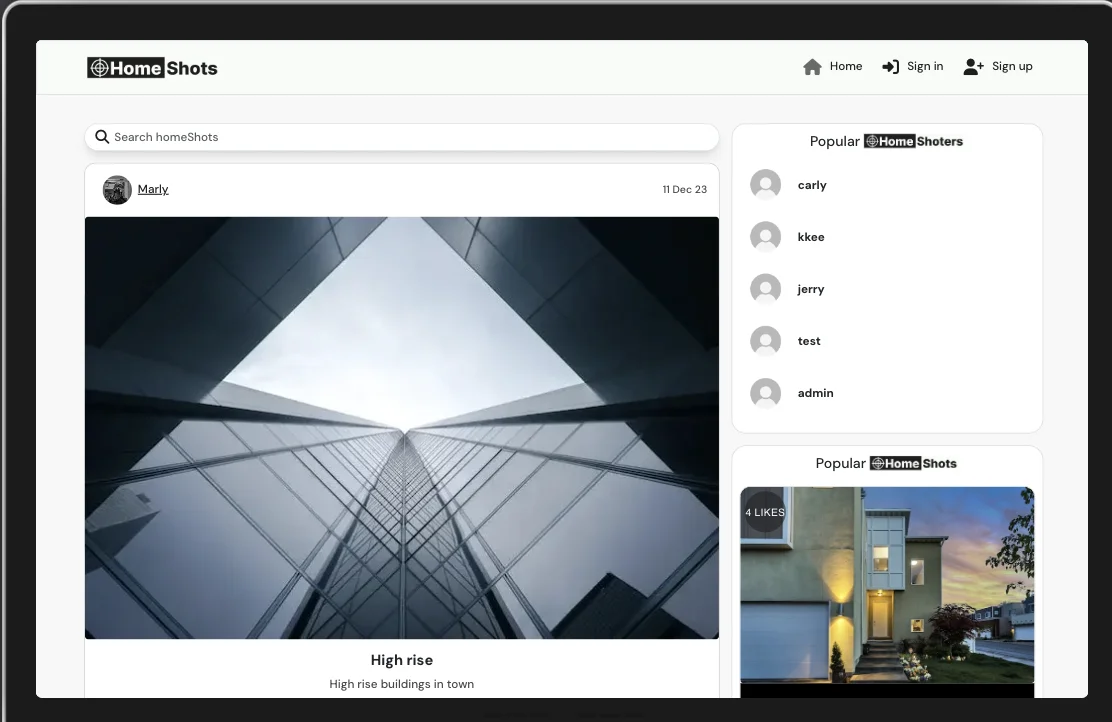 HomeShots
Home
Sign in
Sign up
Search homeShots
Marly
11 Dec 23
High rise
High rise buildings in town
Popular HomeShoters
carly
kkee
jerry
test
admin
Popular HomeShots
4 LIKES